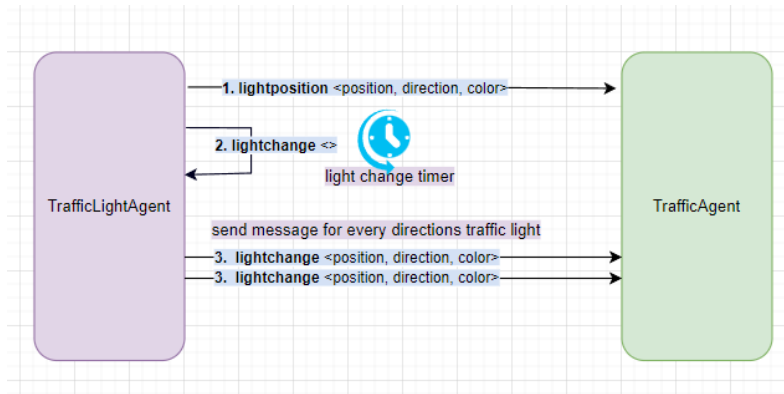 1. lightposition <position, direction, color>
2. lightchange <>
light change timer
TrafficLightAgent
TrafficAgent
send message for every directions traffic light
3. lightchange <position, direction, color>
3. lightchange <position, direction, color>